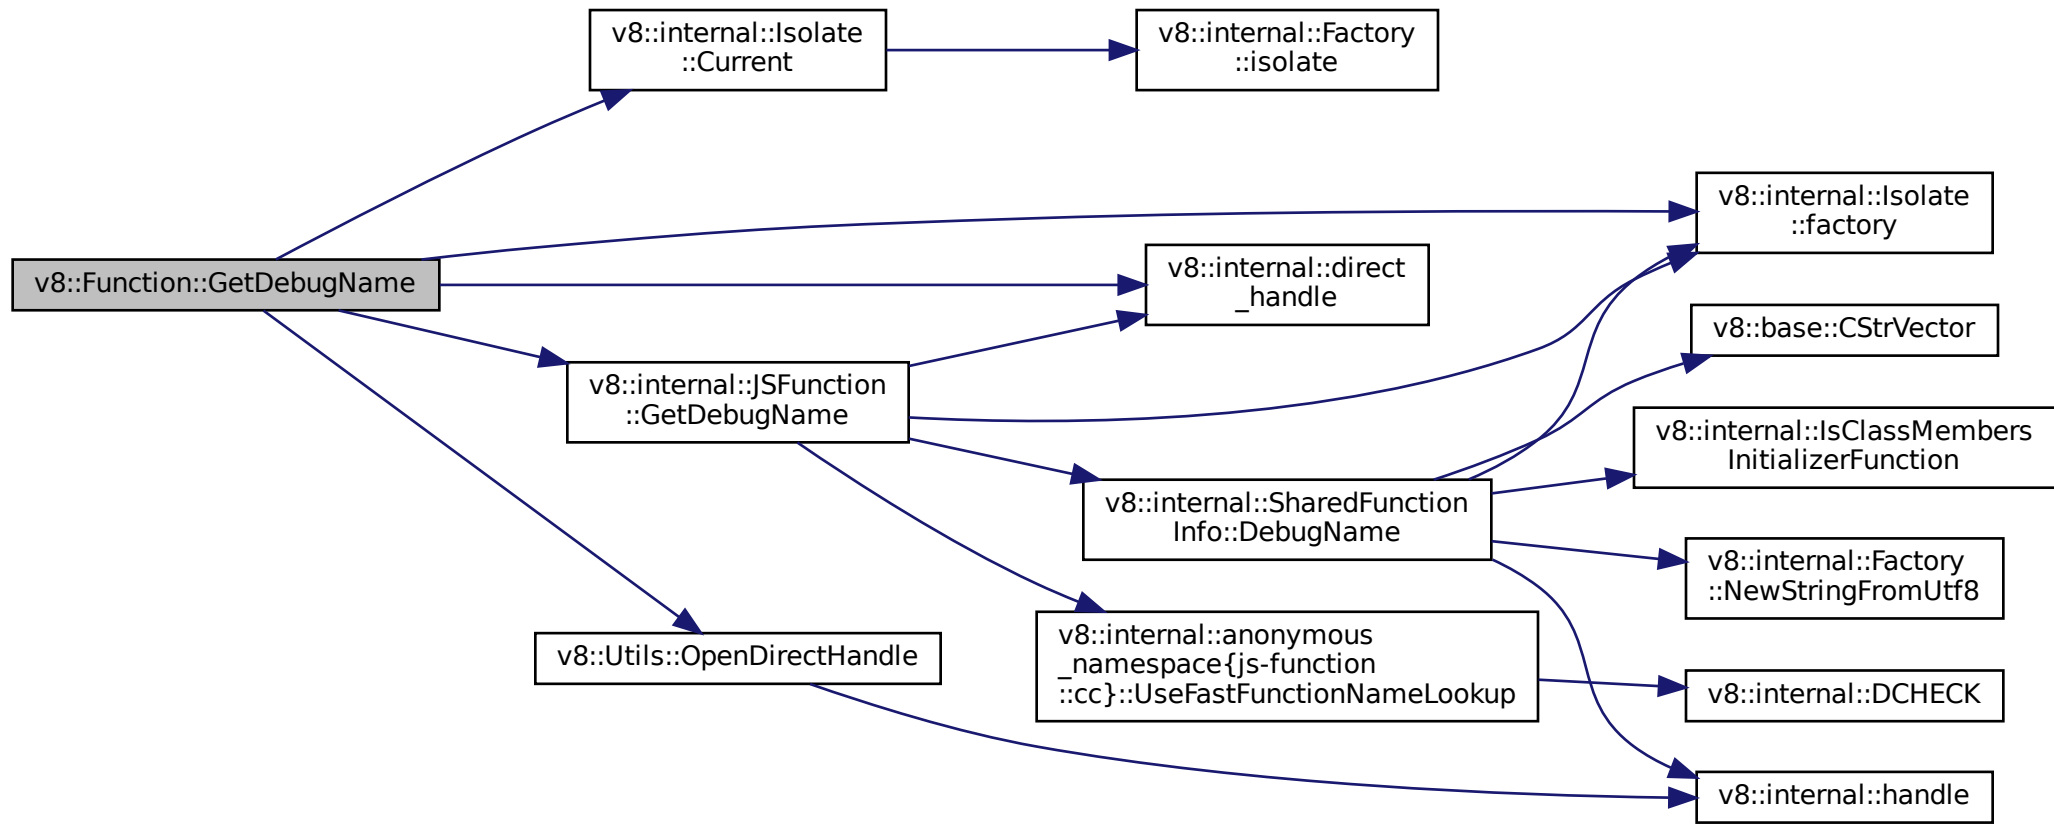 v8::internal::Isolate
::Current
v8::internal::Factory
::isolate
v8::internal::Isolate
::factory
v8::internal::direct
_handle
v8::Function::GetDebugName
v8::base::CStrVector
v8::internal::JSFunction
::GetDebugName
v8::internal::IsClassMembers
InitializerFunction
v8::internal::SharedFunction
Info::DebugName
v8::internal::Factory
::NewStringFromUtf8
v8::internal::anonymous
_namespace{js-function
::cc}::UseFastFunctionNameLookup
v8::Utils::OpenDirectHandle
v8::internal::DCHECK
v8::internal::handle